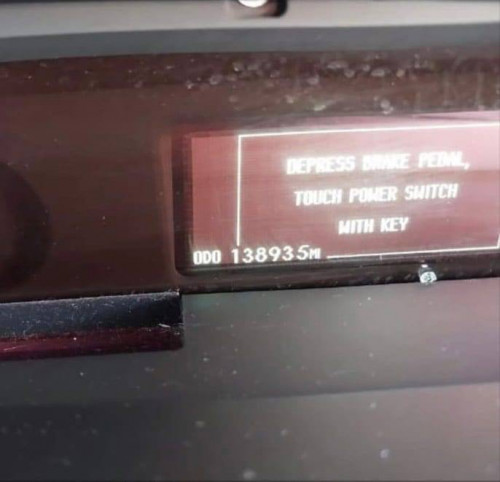 DEPRESS BRAKE PEDAL,
TOUCH POWER SWITCH
WITH KEY
ODO 138935MI